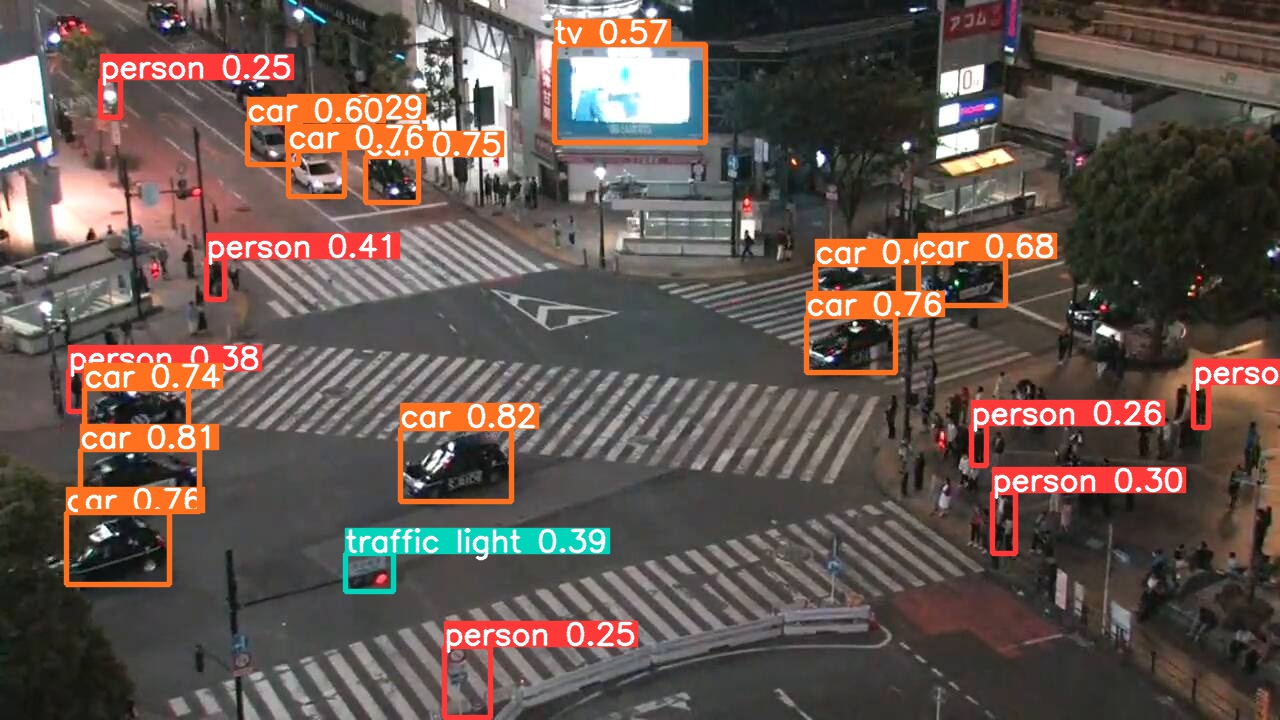 tv 0.57
アコム
person 0.25
car 0.6029
car 0.76
0.75
person 0.41
car 0.
car 0.68
car 0.76
person 0.38
car 0.74
perso
car 0.82
person 0.26
car 0.81
person 0.30
car 0.76
traffic light 0.39
person 0.25